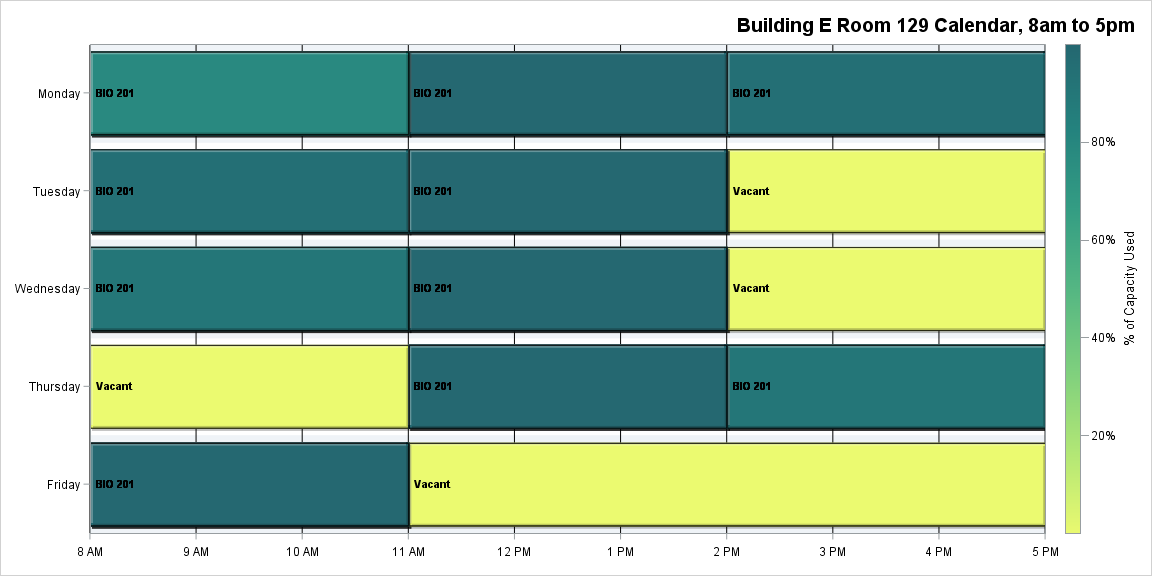 Building E Room 129 Calendar, 8am to 5pm
Monday BIO 201 BIO 201 BIO 201
80%
Tuesday BIO 201 BIO 201 Vacant
60%
% of Capacity Used
Wednesday BIO 201 BIO 201 Vacant
40%
Thursday Vacant BIO 201 BIO 201
20%
Friday BIO 201 Vacant
8 AM 9 AM 10 AM 11 AM 12 PM 1 PM 2 PM 3 PM 4 PM 5 PM